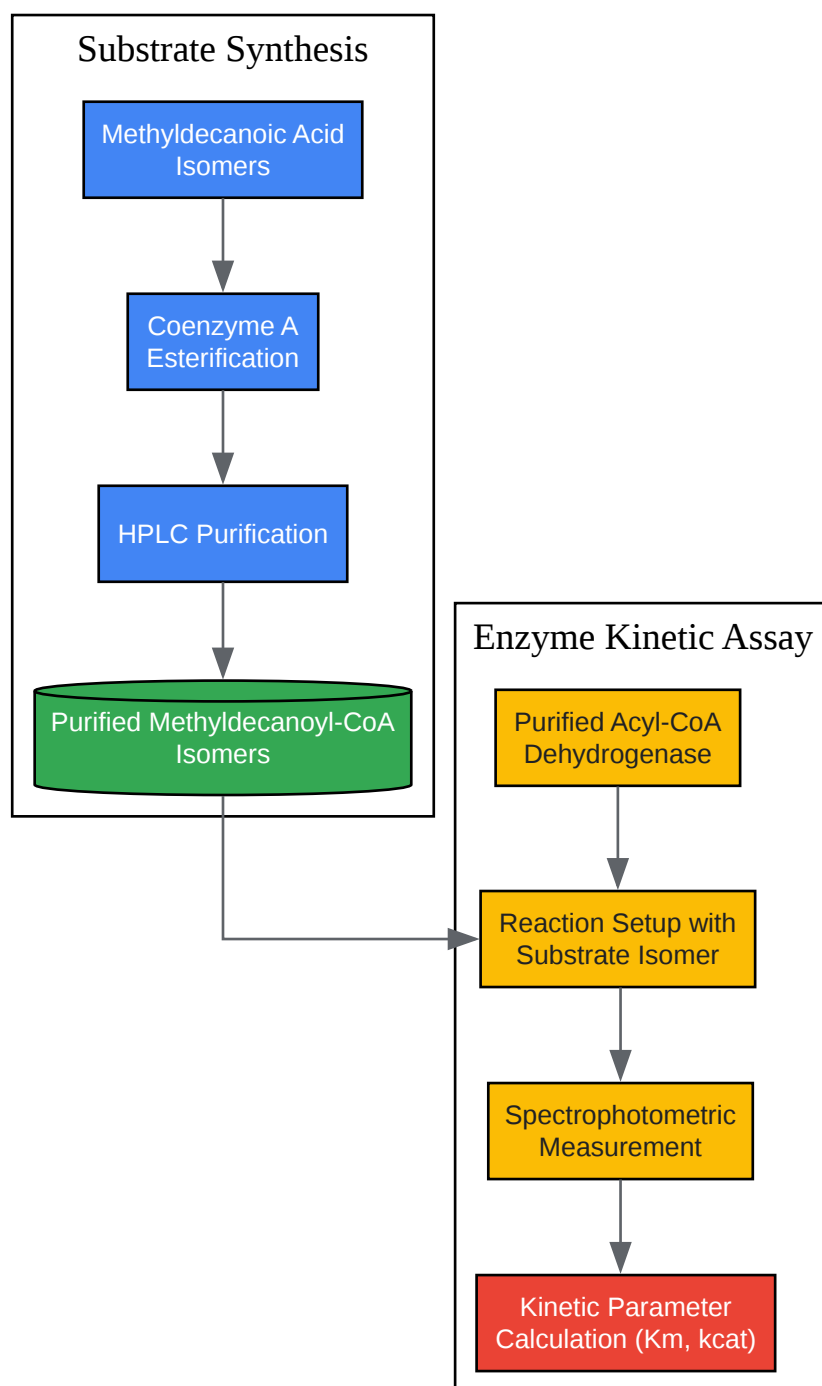 Substrate Synthesis
Methyldecanoic Acid
Isomers
Coenzyme A
Esterification
HPLC Purification
Purified Methyldecanoyl-CoA
Isomers
Enzyme Kinetic Assay
Purified Acyl-CoA
Dehydrogenase
Reaction Setup with
Substrate Isomer
Spectrophotometric
Measurement
Kinetic Parameter
Calculation (Km, kcat)